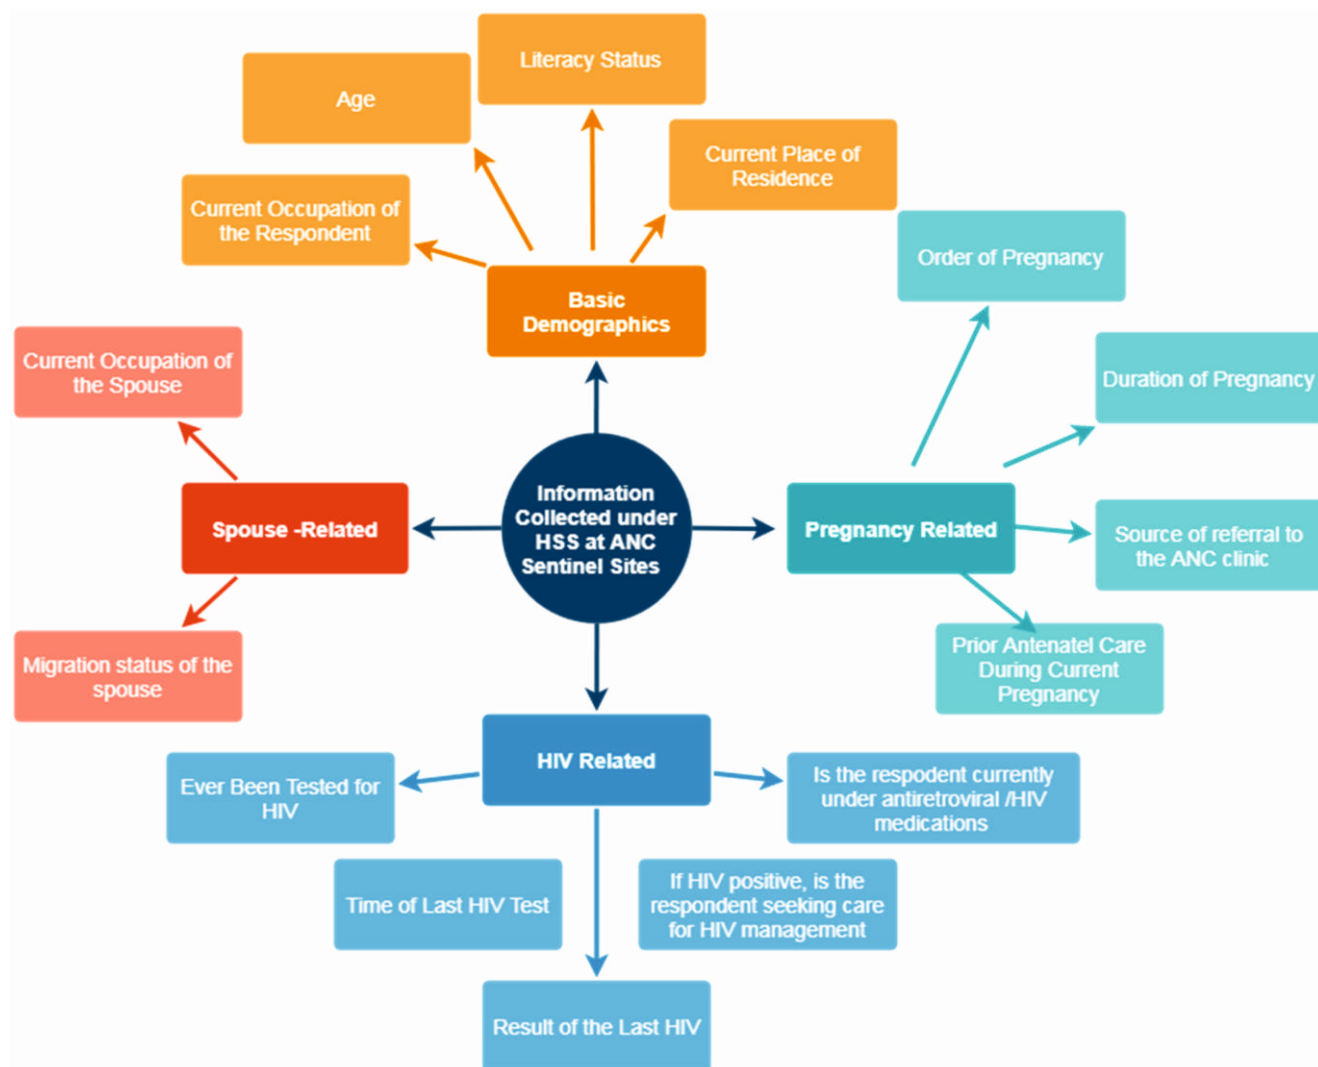 Literacy Status
Age
Current Place of
Residence
Current Occupation of
the Respondent
Order of Pregnancy
Basic
Demographics
Current Occupation of
the Spouse
Duration of Pregnancy
Information
Collected under
HSS at ANC
Sentinel Sites
Spouse -Related
Pregnancy Related
Source of referral to
the ANC clinic
Migration status of the
spouse
Prior Antenatel Care
During Current
Pregnancy
HIV Related
Ever Been Tested for
HIV
Is the respodent currently
under antiretroviral /HIV
medications
Time of Last HIV Test
If HIV positive, is the
respondent seeking care
for HIV management
Result of the Last HIV